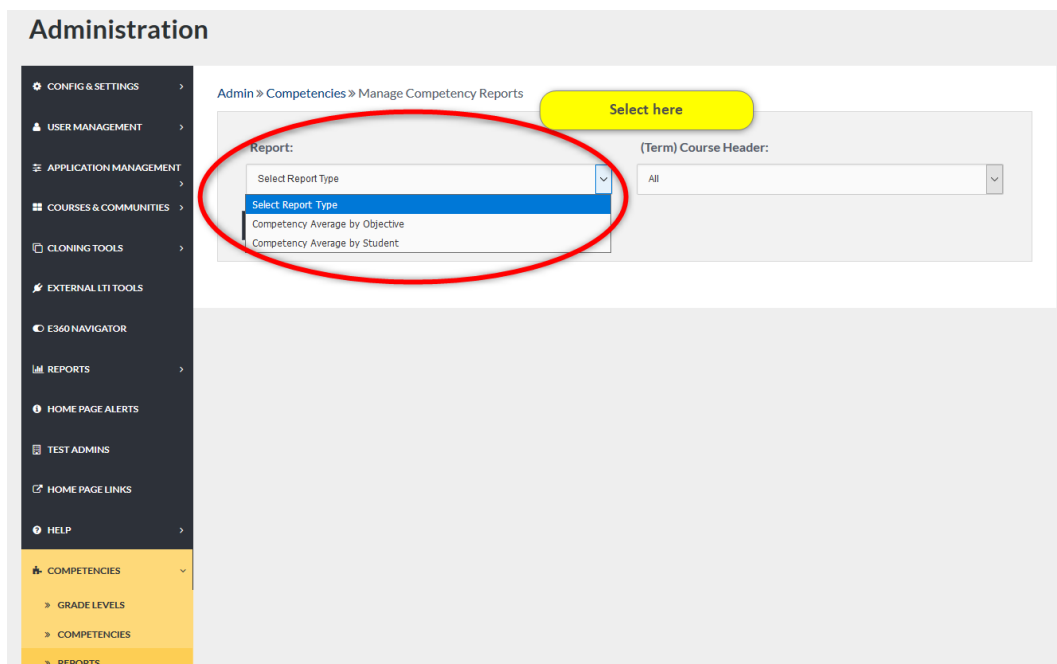 Administration
CONFIG & SETTINGS
USER MANAGEMENT
APPLICATION MANAGEMENT
COURSES & COMMUNITIES
CLONING TOOLS
EXTERNAL LTI TOOLS
E360 NAVIGATOR
REPORTS
HOME PAGE ALERTS
TEST ADMINS
HOME PAGE LINKS
HELP
COMPETENCIES
» GRADE LEVELS
» COMPETENCIES
» REPORTS
Admin » Competencies » Manage Competency Reports
Select here
Report:
Select Report Type
Select Report Type
Competency Average by Objective
Competency Average by Student
(Term) Course Header:
All